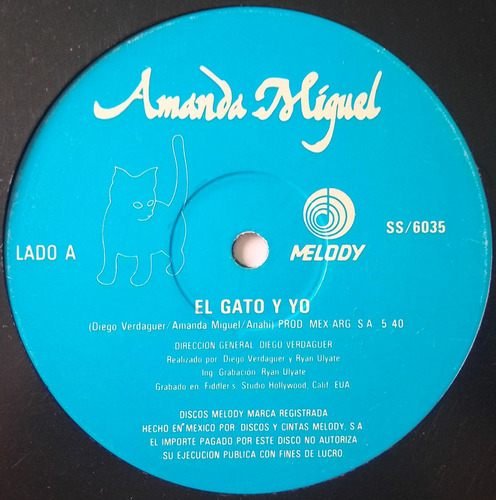 Amanda Miguel
LADO A
MELODY
SS/6035
EL GATO Y YO
(Diego Verdaguer/Amanda Miguel/Anahi) PROD. MEX-ARG. S.A. 5 40
DIRECCION GENERAL: DIEGO VERDAGUER
Realizado por: Diego Verdaguer y Ryan Ulyate
Ing. Grabación: Ryan Ulyate
Grabado en: Fiddler's Studio Hollywood, Calif. EUA
DISCOS MELODY MARCA REGISTRADA
HECHO EN MEXICO POR: DISCOS Y CINTAS MELODY, S.A.
EL IMPORTE PAGADO POR ESTE DISCO NO AUTORIZA
SU EJECUCION PUBLICA CON FINES DE LUCRO